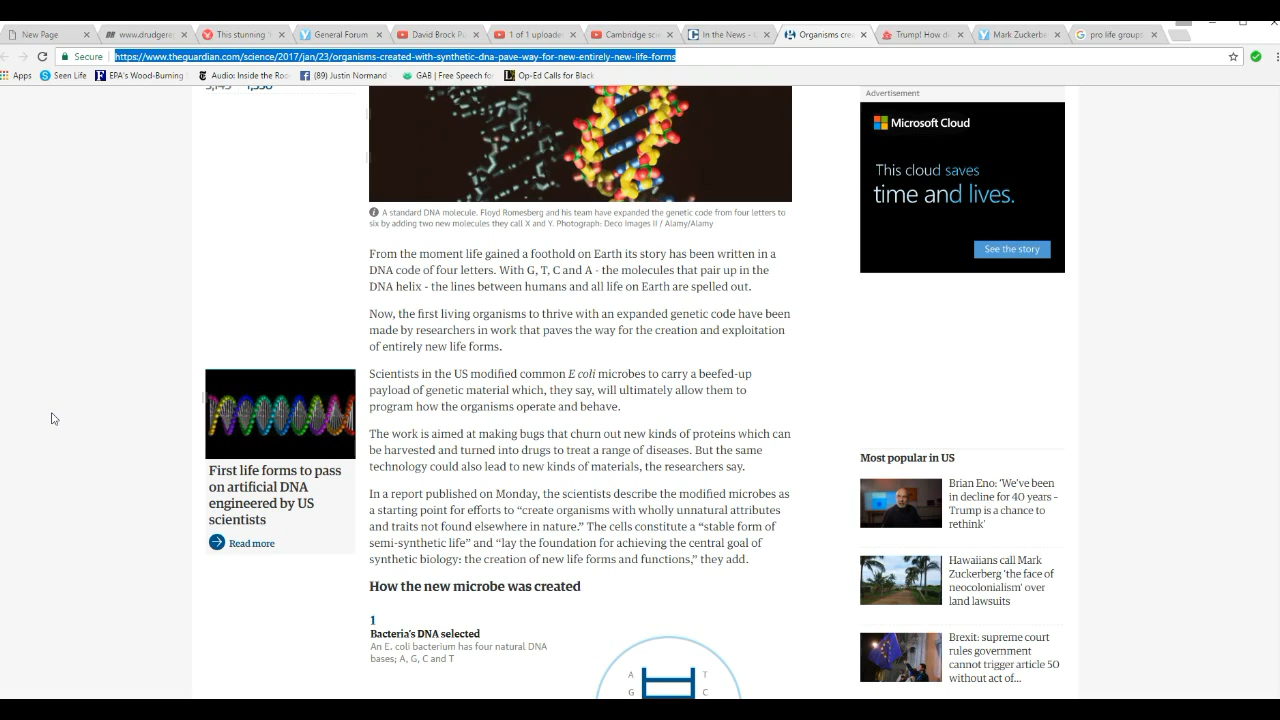 New Page
www.drudgerep
This stunning
General Forum
David Brock Pu
1 of 1 uploade
Cambridge scie
In the News - U
Organisms crea
Trump! How di
Mark Zuckerbe
pro life groups
Secure
https://www.theguardian.com/science/2017/jan/23/organisms-created-with-synthetic-dna-pave-way-for-new-entirely-new-life-forms
Apps
Seen Life
EPA's Wood-Burning
Audio: Inside the Roo
(89) Justin Normand
GAB | Free Speech fo
Op-Ed Calls for Black
Advertisement
Microsoft Cloud
This cloud saves
time and lives.
See the story
A standard DNA molecule. Floyd Romesberg and his team have expanded the genetic code from four letters to
six by adding two new molecules they call X and Y. Photograph: Deco Images II / Alamy/Alamy
From the moment life gained a foothold on Earth its story has been written in a
DNA code of four letters. With G, T, C and A - the molecules that pair up in the
DNA helix - the lines between humans and all life on Earth are spelled out.
Now, the first living organisms to thrive with an expanded genetic code have been
made by researchers in work that paves the way for the creation and exploitation
of entirely new life forms.
Scientists in the US modified common E coli microbes to carry a beefed-up
payload of genetic material which, they say, will ultimately allow them to
program how the organisms operate and behave.
The work is aimed at making bugs that churn out new kinds of proteins which can
be harvested and turned into drugs to treat a range of diseases. But the same
technology could also lead to new kinds of materials, the researchers say.
In a report published on Monday, the scientists describe the modified microbes as
a starting point for efforts to “create organisms with wholly unnatural attributes
and traits not found elsewhere in nature.” The cells constitute a “stable form of
semi-synthetic life” and “lay the foundation for achieving the central goal of
synthetic biology: the creation of new life forms and functions,” they add.
How the new microbe was created
1
Bacteria's DNA selected
An E. coli bacterium has four natural DNA
bases; A, G, C and T
A T
G C
First life forms to pass
on artificial DNA
engineered by US
scientists
Read more
Most popular in US
Brian Eno: ‘We’ve been
in decline for 40 years -
Trump is a chance to
rethink’
Hawaiians call Mark
Zuckerberg ‘the face of
neocolonialism’ over
land lawsuits
Brexit: supreme court
rules government
cannot trigger article 50
without act of...